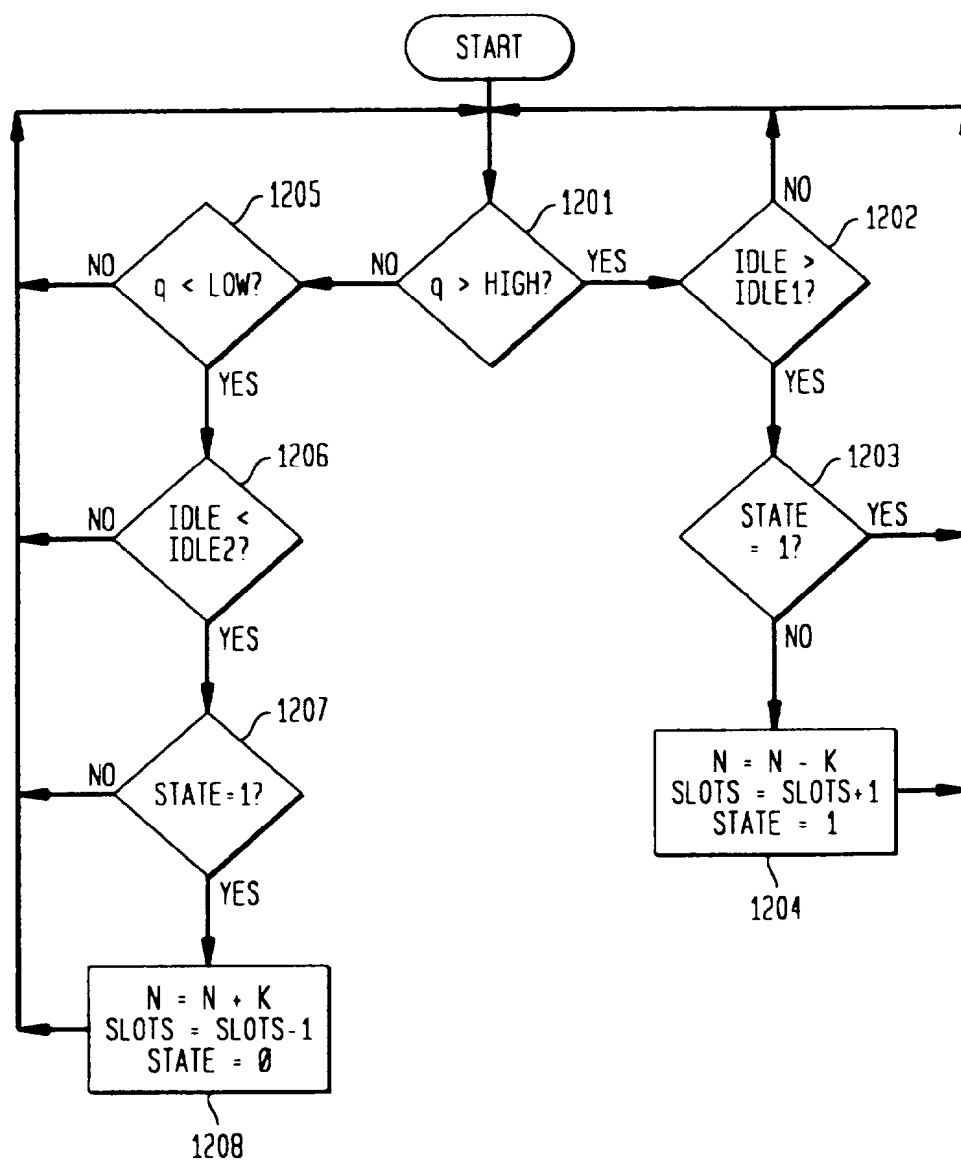 START
1205
1201
1202
NO
q < LOW?
NO
q > HIGH?
YES
NO
IDLE >
IDLE1?
YES
YES
1206
1203
NO
IDLE <
IDLE2?
STATE
= 1?
YES
YES
NO
1207
NO
STATE=1?
N = N - K
SLOTS = SLOTS+1
STATE = 1
YES
1204
N = N + K
SLOTS = SLOTS-1
STATE = 0
1208